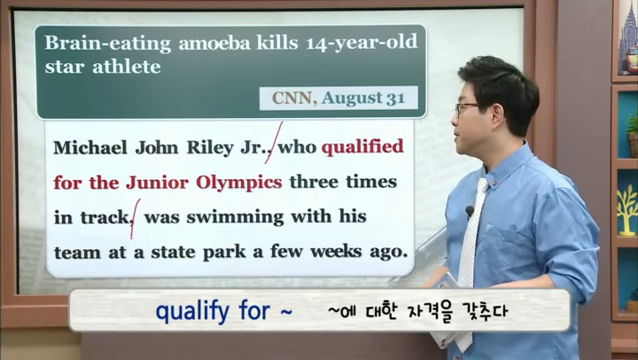 Brain-eating amoeba kills 14-year-old
star athlete
CNN, August 31
Michael John Riley Jr., who qualified
for the Junior Olympics three times
in track, was swimming with his
team at a state park a few weeks ago.
qualify for ~ ~에 대한 자격을 갖추다